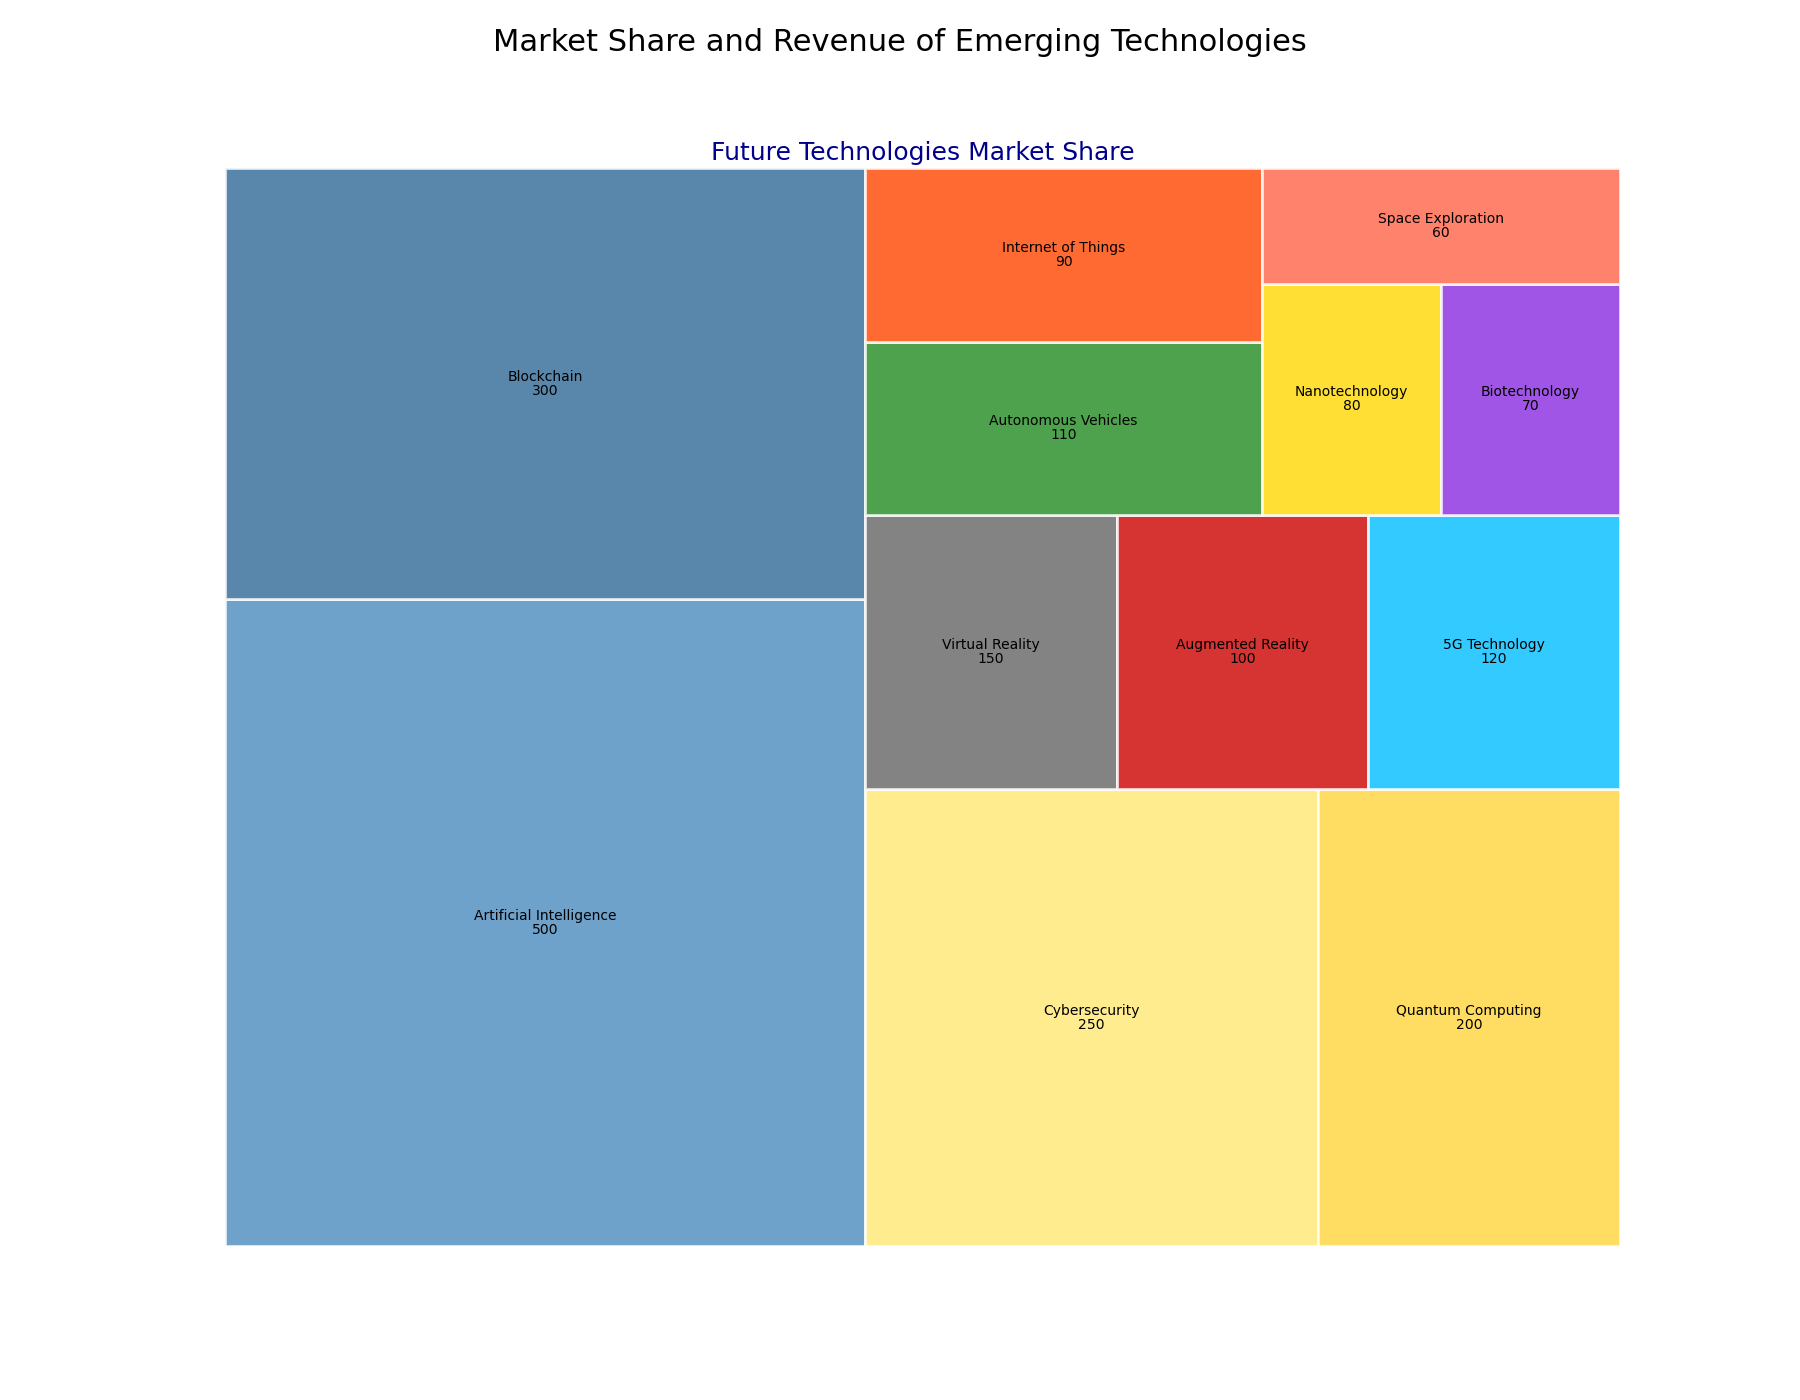 Market Share and Revenue of Emerging Technologies
Future Technologies Market Share
Blockchain
300
Artificial Intelligence
500
Internet of Things
90
Autonomous Vehicles
110
Space Exploration
60
Nanotechnology
80
Biotechnology
70
Virtual Reality
150
Augmented Reality
100
5G Technology
120
Cybersecurity
250
Quantum Computing
200